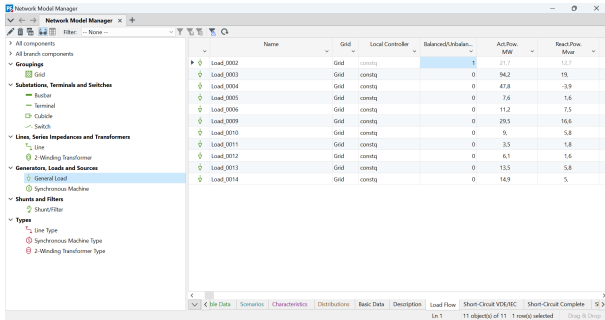 Network Model Manager
Network Model Manager × +
Filter: -- None --
All components
All branch components
Groupings
Grid
Substations, Terminals and Switches
Busbar
Terminal
Cubicle
Switch
Lines, Series Impedances and Transformers
Line
2-Winding Transformer
Generators, Loads and Sources
General Load
Synchronous Machine
Shunts and Filters
Shunt/Filter
Types
Line Type
Synchronous Machine Type
2-Winding Transformer Type
Name Grid Local Controller Balanced/Unbalan... Act.Pow. MW React.Pow. Mvar
Load_0002 Grid constq 1 21,7 12,7
Load_0003 Grid constq 0 94,2 19,
Load_0004 Grid constq 0 47,8 -3,9
Load_0005 Grid constq 0 7,6 1,6
Load_0006 Grid constq 0 11,2 7,5
Load_0009 Grid constq 0 29,5 16,6
Load_0010 Grid constq 0 9, 5,8
Load_0011 Grid constq 0 3,5 1,8
Load_0012 Grid constq 0 6,1 1,6
Load_0013 Grid constq 0 13,5 5,8
Load_0014 Grid constq 0 14,9 5,
ble Data Scenarios Characteristics Distributions Basic Data Description Load Flow Short-Circuit VDE/IEC Short-Circuit Complete S
Ln 1 11 object(s) of 11 1 row(s) selected Drag & Drop